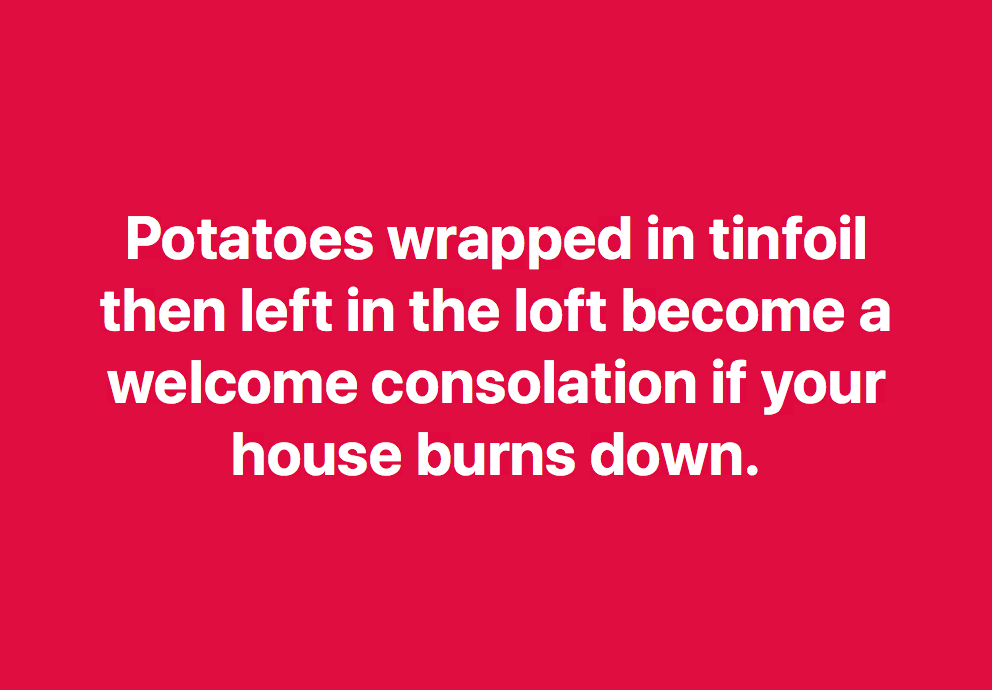 Potatoes wrapped in tinfoil
then left in the loft become a
welcome consolation if your
house burns down.